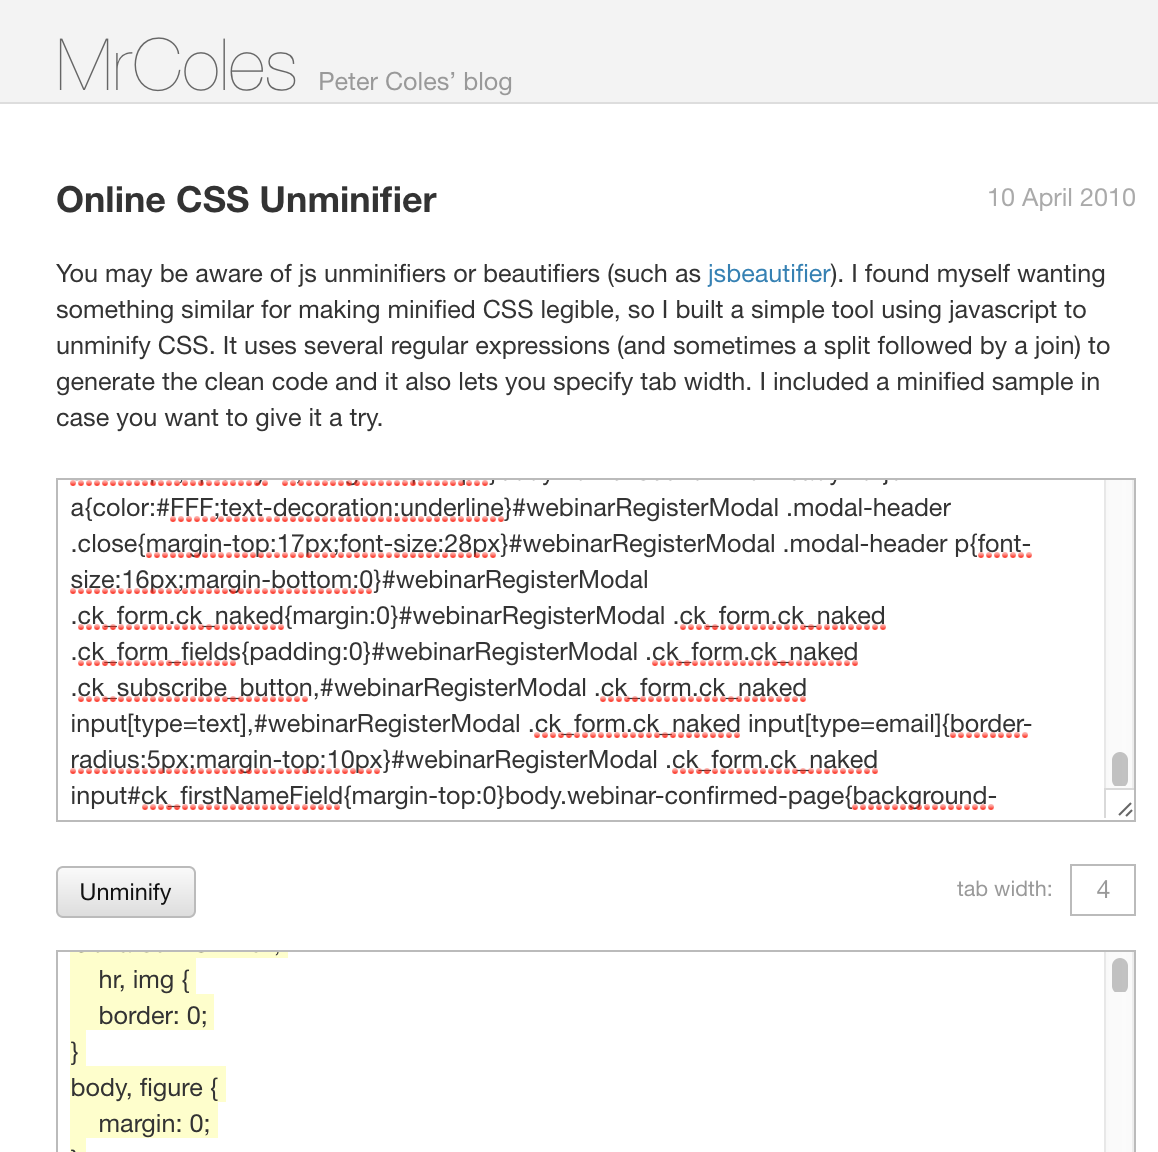 MrColes Peter Coles’ blog
Online CSS Unminifier
10 April 2010
You may be aware of js unminifiers or beautifiers (such as jsbeautifier). I found myself wanting
something similar for making minified CSS legible, so I built a simple tool using javascript to
unminify CSS. It uses several regular expressions (and sometimes a split followed by a join) to
generate the clean code and it also lets you specify tab width. I included a minified sample in
case you want to give it a try.
a{color:#FFF;text-decoration:underline}#webinarRegisterModal .modal-header
.close{margin-top:17px;font-size:28px}#webinarRegisterModal .modal-header p{font-
size:16px;margin-bottom:0}#webinarRegisterModal
.ck_form.ck_naked{margin:0}#webinarRegisterModal .ck_form.ck_naked
.ck_form_fields{padding:0}#webinarRegisterModal .ck_form.ck_naked
.ck_subscribe_button,#webinarRegisterModal .ck_form.ck_naked
input[type=text],#webinarRegisterModal .ck_form.ck_naked input[type=email]{border-
radius:5px;margin-top:10px}#webinarRegisterModal .ck_form.ck_naked
input#ck_firstNameField{margin-top:0}body.webinar-confirmed-page{background-
Unminify
tab width: 4
hr, img {
border: 0;
}
body, figure {
margin: 0;